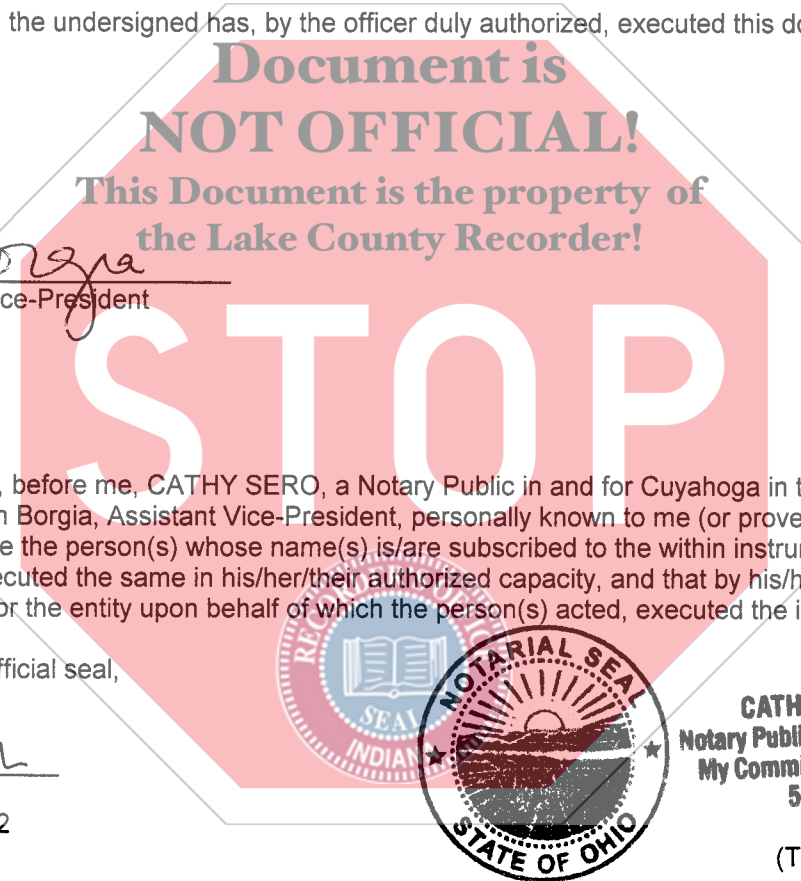 the undersigned has, by the officer duly authorized, executed this do
Document is
NOT OFFICIAL!
This Document is the property of
the Lake County Recorder!
ce-President
STOP
, before me, CATHY SERO, a Notary Public in and for Cuyahoga in t
n Borgia, Assistant Vice-President, personally known to me (or prove
e the person(s) whose name(s) is/are subscribed to the within instru
ecuted the same in his/her/their authorized capacity, and that by his/h
or the entity upon behalf of which the person(s) acted, executed the i
fficial seal,
SEAL
INDIAN
NOTARIAL SEAL
STATE OF OHIO
CATH
Notary Publi
My Commi
5
2
(T